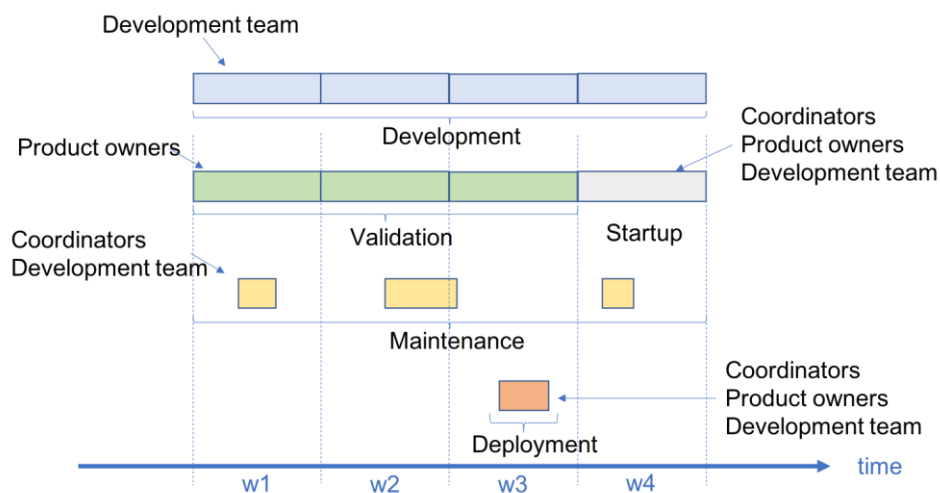 Development team
Development
Coordinators
Product owners
Development team
Product owners
Validation
Startup
Coordinators
Development team
Maintenance
Coordinators
Product owners
Development team
Deployment
time
w1
w2
w3
w4